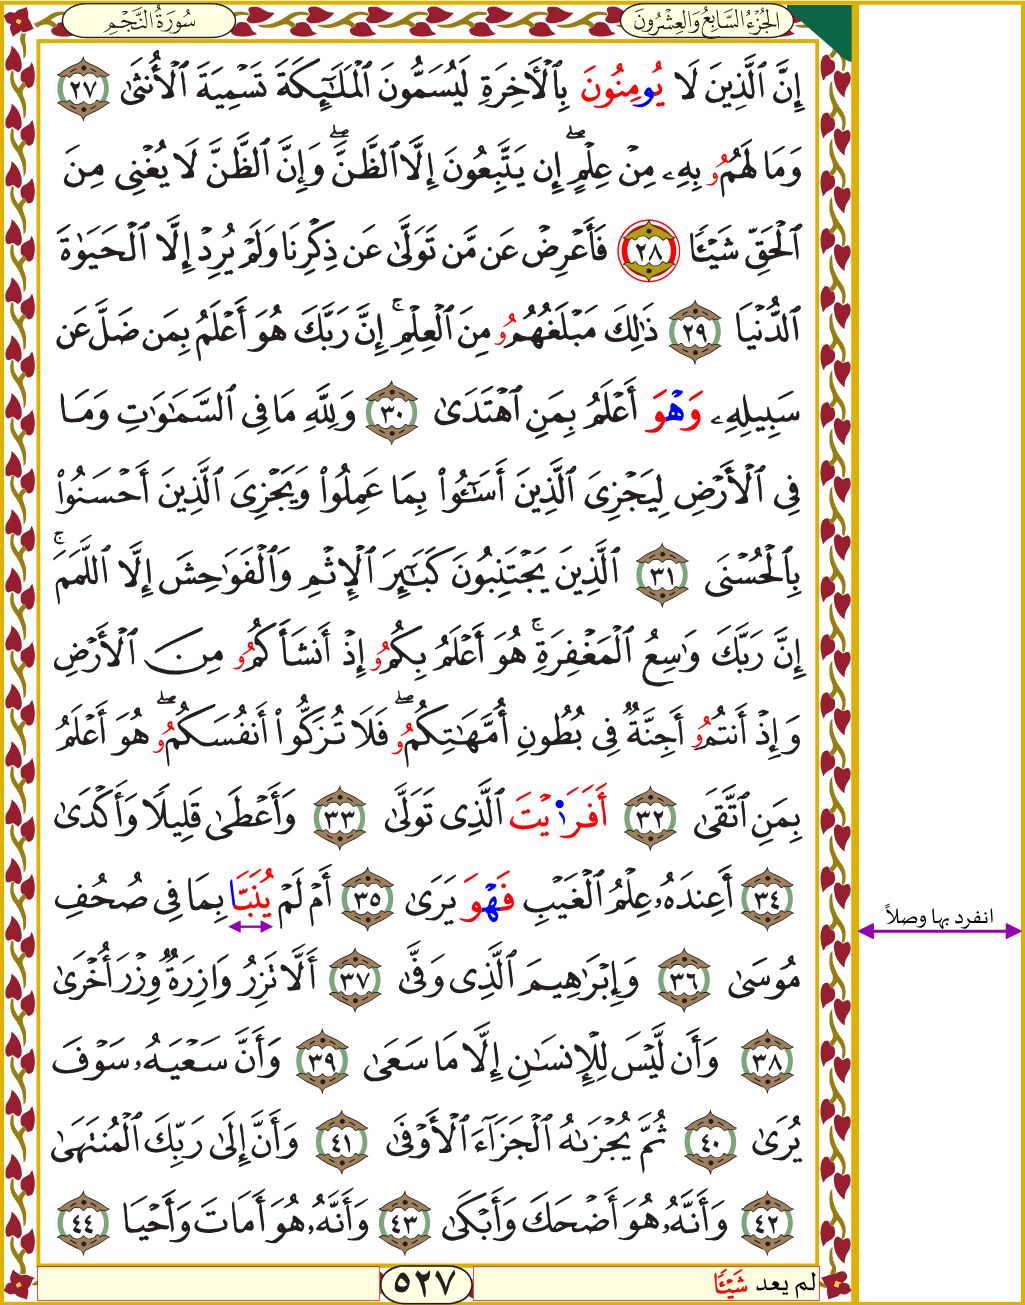 سُورَةُ النَّجْمِ
الجُزْءُ السَّابِعُ وَالعِشْرُونَ
إِنَّ ٱلَّذِينَ لَا يُومِنُونَ بِٱلْأَخِرَةِ لَيُسَمُّونَ ٱلْمَلَٰٓئِكَةَ تَسْمِيَةَ ٱلْأُنثَىٰ ٢٧
وَمَا لَهُمُۥ بِهِۦ مِنْ عِلْمٍ ۖ إِن يَتَّبِعُونَ إِلَّا ٱلظَّنَّ ۖ وَإِنَّ ٱلظَّنَّ لَا يُغْنِى مِنَ
ٱلْحَقِّ شَيْـًٔا ٢٨ فَأَعْرِضْ عَن مَّن تَوَلَّىٰ عَن ذِكْرِنَا وَلَمْ يُرِدْ إِلَّا ٱلْحَيَوٰةَ
ٱلدُّنْيَا ٢٩ ذَٰلِكَ مَبْلَغُهُمُۥ مِنَ ٱلْعِلْمِ ۚ إِنَّ رَبَّكَ هُوَ أَعْلَمُ بِمَن ضَلَّ عَن
سَبِيلِهِۦ وَهْوَ أَعْلَمُ بِمَنِ ٱهْتَدَىٰ ٣٠ وَلِلَّهِ مَا فِى ٱلسَّمَٰوَٰتِ وَمَا
فِى ٱلْأَرْضِ لِيَجْزِىَ ٱلَّذِينَ أَسَٰٓـُٔوا۟ بِمَا عَمِلُوا۟ وَيَجْزِىَ ٱلَّذِينَ أَحْسَنُوا۟
بِٱلْحُسْنَى ٣١ ٱلَّذِينَ يَجْتَنِبُونَ كَبَٰٓئِرَ ٱلْإِثْمِ وَٱلْفَوَٰحِشَ إِلَّا ٱللَّمَمَ ۚ
إِنَّ رَبَّكَ وَٰسِعُ ٱلْمَغْفِرَةِ ۚ هُوَ أَعْلَمُ بِكُمُۥ إِذْ أَنشَأَكُمُۥ مِنَ ٱلْأَرْضِ
وَإِذْ أَنتُمُۥ أَجِنَّةٌ فِى بُطُونِ أُمَّهَٰتِكُمُۥ ۖ فَلَا تُزَكُّوٓا۟ أَنفُسَكُمُۥ ۖ هُوَ أَعْلَمُ
بِمَنِ ٱتَّقَىٰ ٣٢ أَفَرَا۬يْتَ ٱلَّذِى تَوَلَّىٰ ٣٣ وَأَعْطَىٰ قَلِيلًا وَأَكْدَىٰ
٣٤ أَعِندَهُۥ عِلْمُ ٱلْغَيْبِ فَهْوَ يَرَىٰ ٣٥ أَمْ لَمْ يُنَبَّا بِمَا فِى صُحُفِ
مُوسَىٰ ٣٦ وَإِبْرَٰهِيمَ ٱلَّذِى وَفَّىٰٓ ٣٧ أَلَّا تَزِرُ وَازِرَةٌ وِزْرَ أُخْرَىٰ
٣٨ وَأَن لَّيْسَ لِلْإِنسَٰنِ إِلَّا مَا سَعَىٰ ٣٩ وَأَنَّ سَعْيَهُۥ سَوْفَ
يُرَىٰ ٤٠ ثُمَّ يُجْزَىٰهُ ٱلْجَزَآءَ ٱلْأَوْفَىٰ ٤١ وَأَنَّ إِلَىٰ رَبِّكَ ٱلْمُنتَهَىٰ
٤٢ وَأَنَّهُۥ هُوَ أَضْحَكَ وَأَبْكَىٰ ٤٣ وَأَنَّهُۥ هُوَ أَمَاتَ وَأَحْيَا ٤٤
انفرد بها وصلاً
لم يعد شَيْـًٔا
٥٢٧